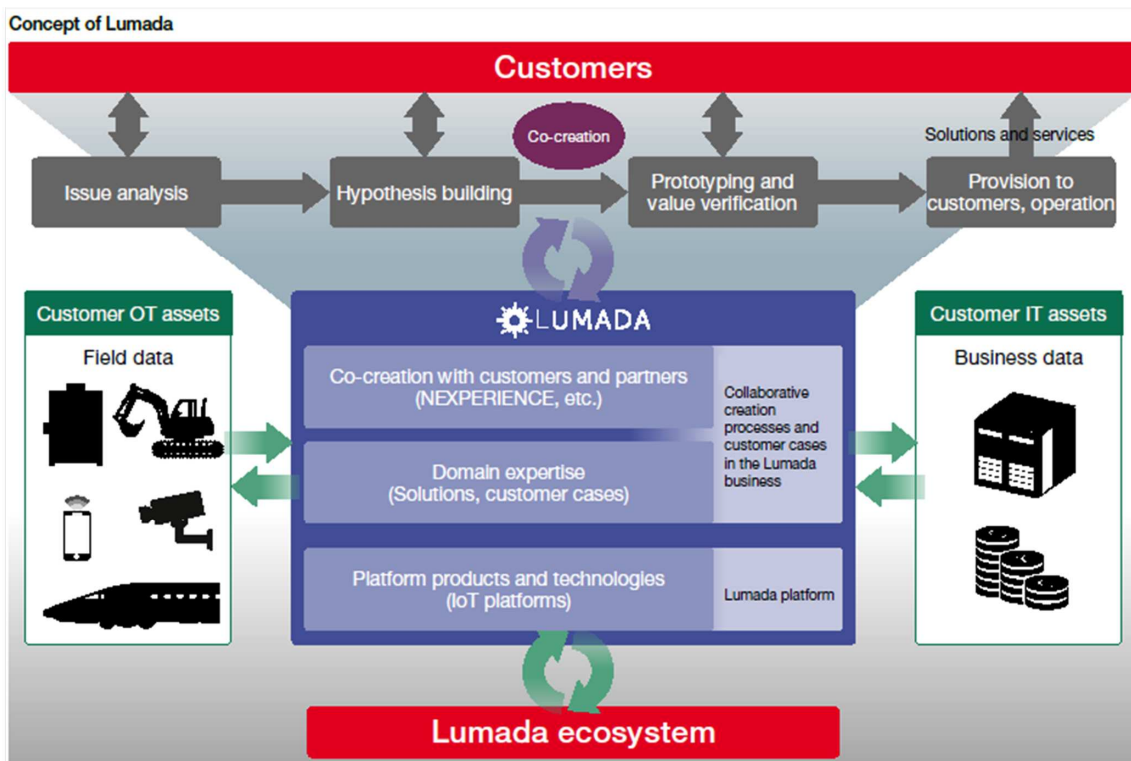 Concept of Lumada
Customers
Co-creation
Solutions and services
Issue analysis
Hypothesis building
Prototyping and
value verification
Provision to
customers, operation
Customer OT assets
Field data
LUMADA
Co-creation with customers and partners
(NEXPERIENCE, etc.)
Domain expertise
(Solutions, customer cases)
Collaborative
creation
processes and
customer cases
in the Lumada
business
Platform products and technologies
(IoT platforms)
Lumada platform
Customer IT assets
Business data
Lumada ecosystem